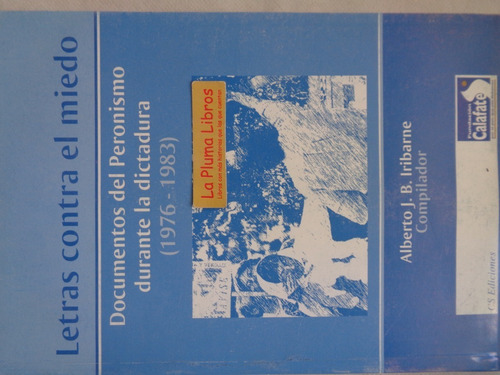 Letras contra el miedo
Documentos del Peronismo
durante la dictadura
(1976 - 1983)
La Pluma Libros
Alberto J. B. Iribarne
Compilador
Calafate
CS Ediciones